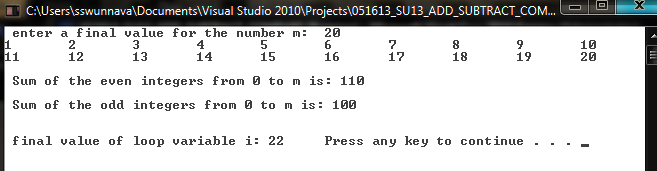 C:\Users\sswunnava\Documents\Visual Studio 2010\Projects\051613_SU13_ADD_SUBTRACT_COM...
enter a final value for the number m:  20
1 2 3 4 5 6 7 8 9 10
11 12 13 14 15 16 17 18 19 20
Sum of the even integers from 0 to m is: 110
Sum of the odd integers from 0 to m is: 100
final value of loop variable i: 22     Press any key to continue . . .